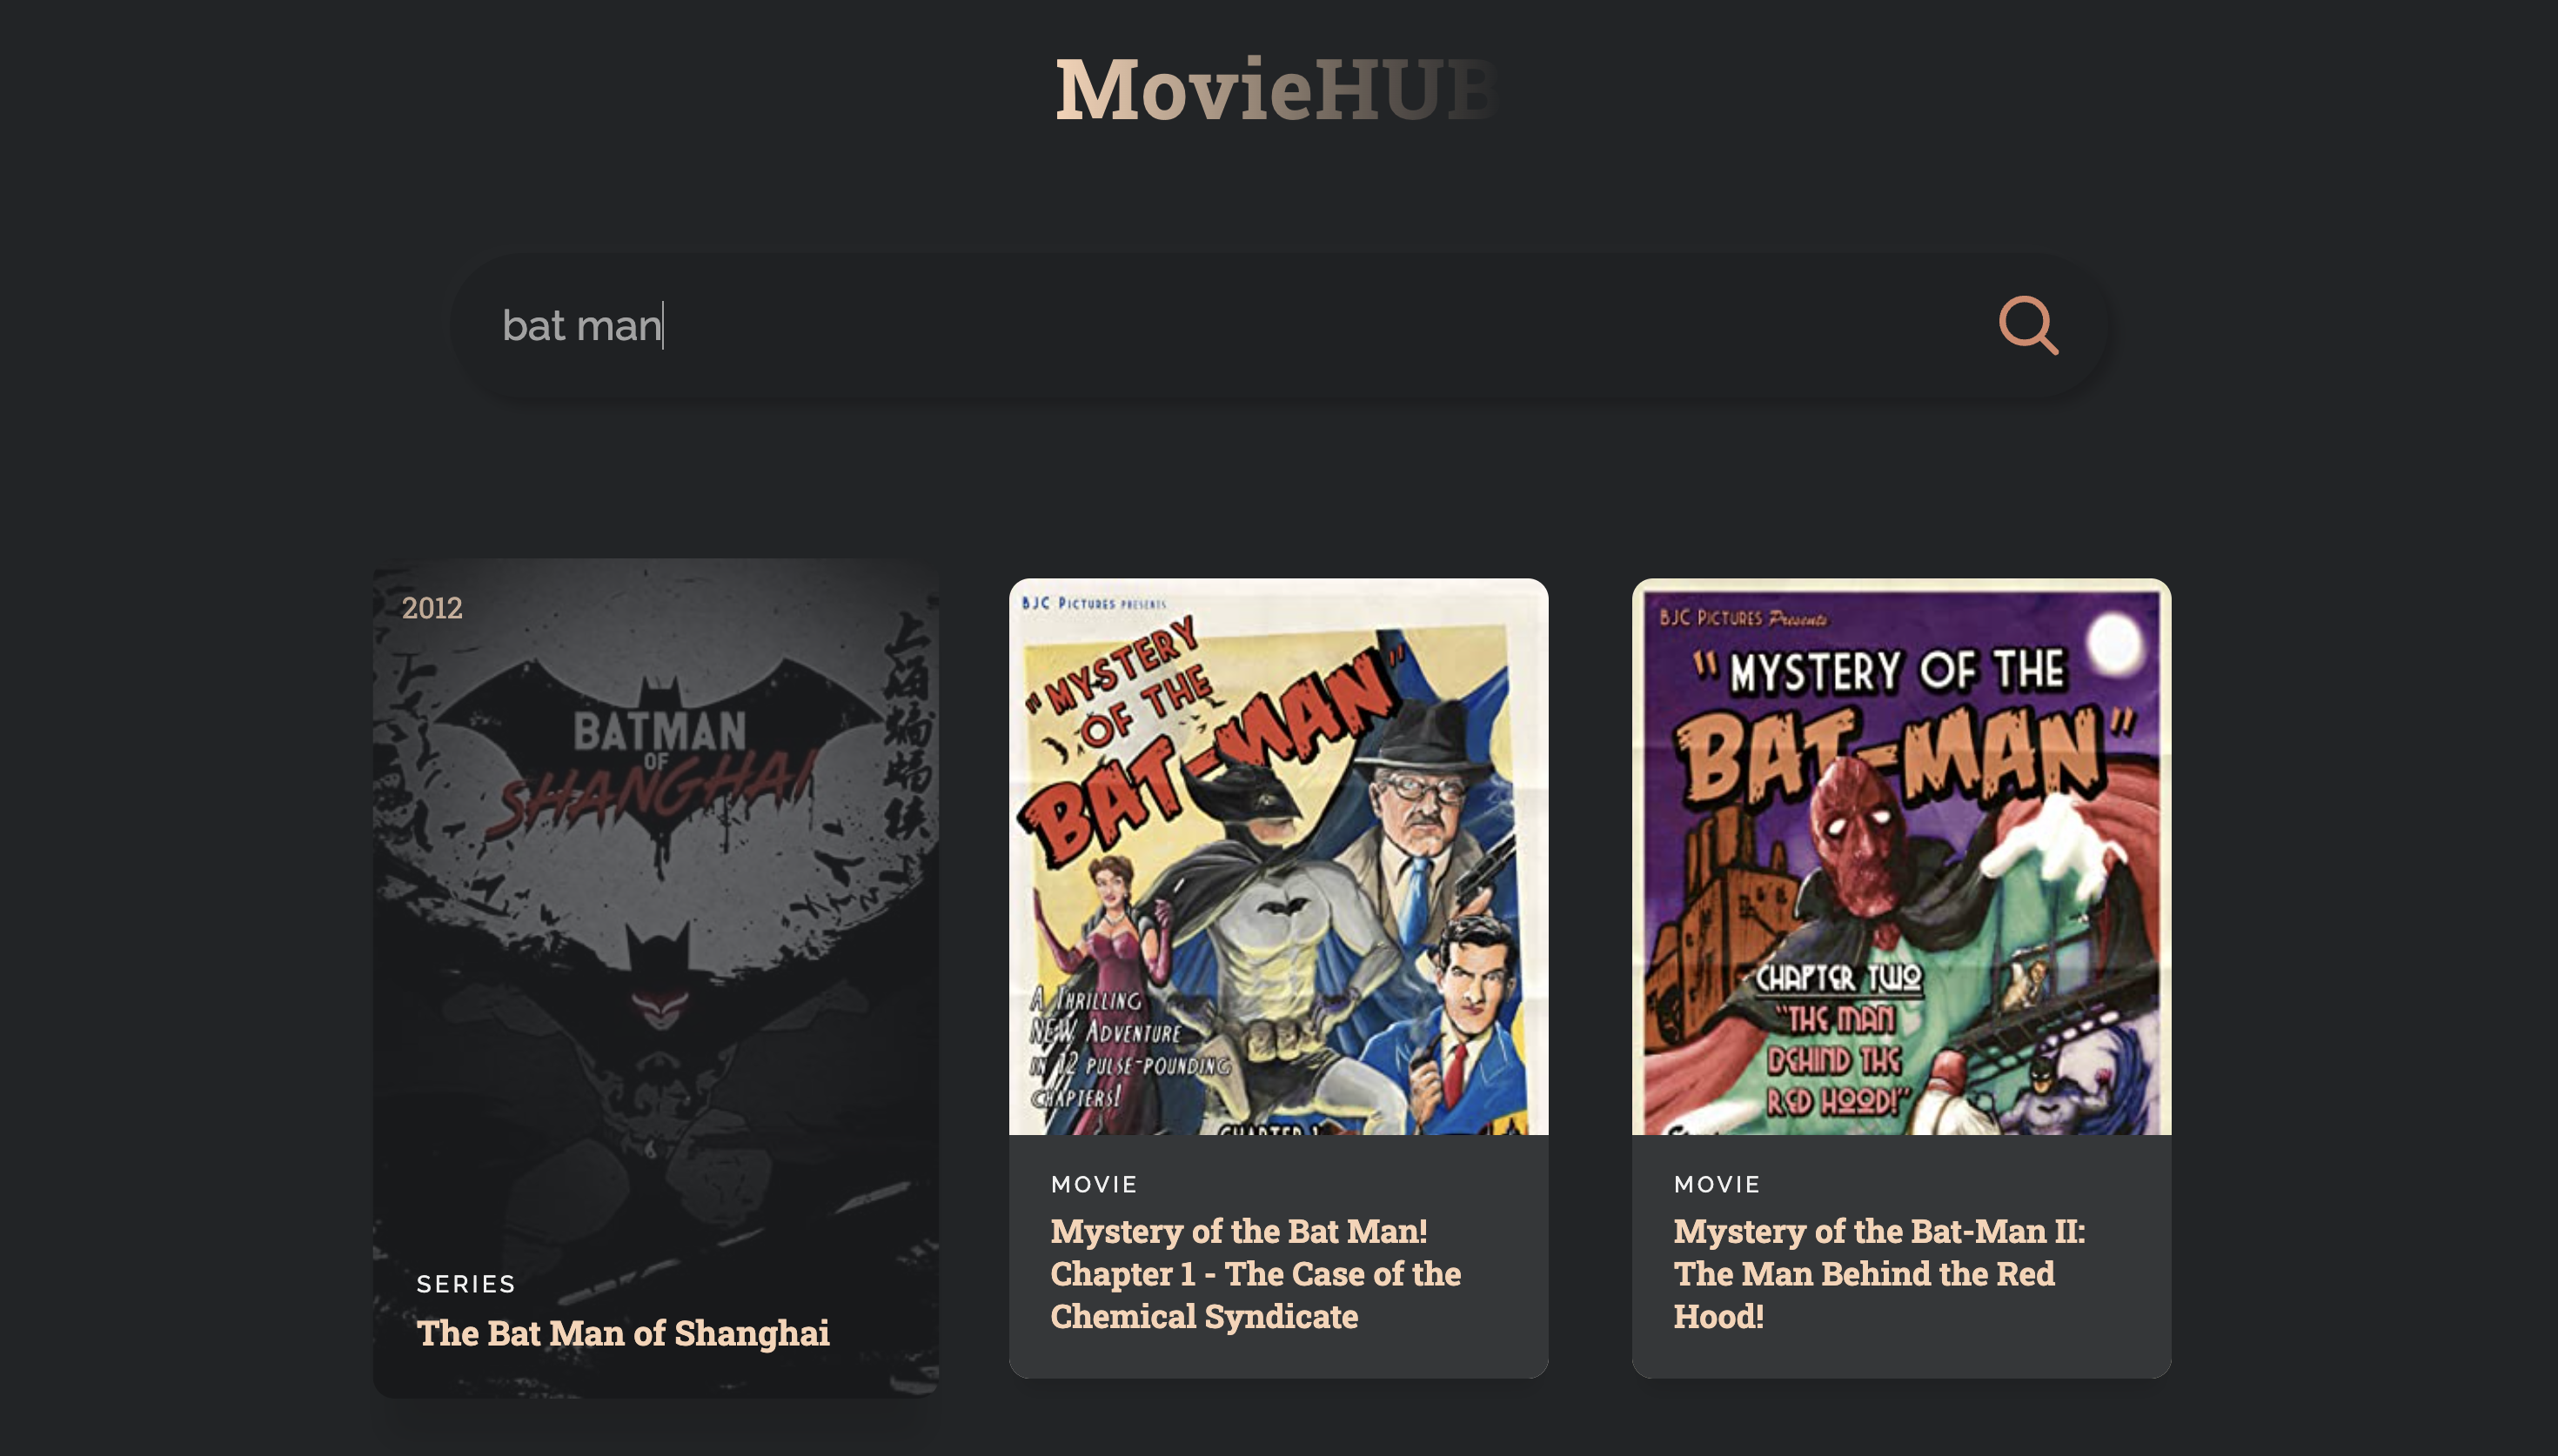 MovieHUB
bat man
2012
BATMAN
OF
SHANGHAI
上海蝙蝠侠
SERIES
The Bat Man of Shanghai
BJC PICTURES PRESENTS
"MYSTERY
OF THE
BAT-MAN"
A THRILLING
NEW ADVENTURE
IN 12 PULSE-POUNDING
CHAPTERS!
CHAPTER 1
MOVIE
Mystery of the Bat Man!
Chapter 1 - The Case of the
Chemical Syndicate
BJC PICTURES Presents
"MYSTERY OF THE
BAT-MAN"
CHAPTER TWO
"THE MAN
BEHIND THE
RED HOOD!"
MOVIE
Mystery of the Bat-Man II:
The Man Behind the Red
Hood!